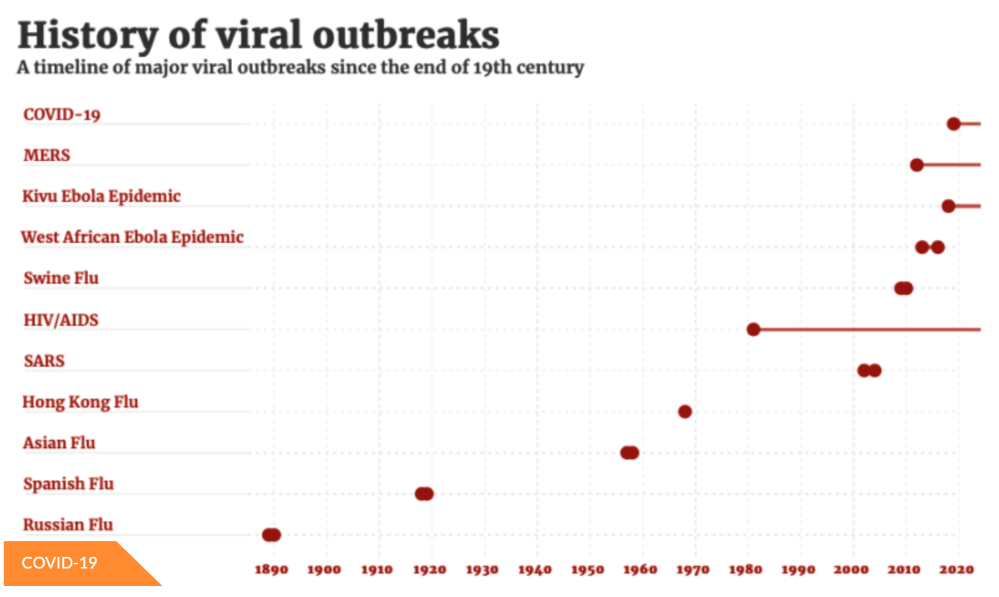 History of viral outbreaks
A timeline of major viral outbreaks since the end of 19th century
COVID-19
MERS
Kivu Ebola Epidemic
West African Ebola Epidemic
Swine Flu
HIV/AIDS
SARS
Hong Kong Flu
Asian Flu
Spanish Flu
Russian Flu
1890 1900 1910 1920 1930 1940 1950 1960 1970 1980 1990 2000 2010 2020
COVID-19